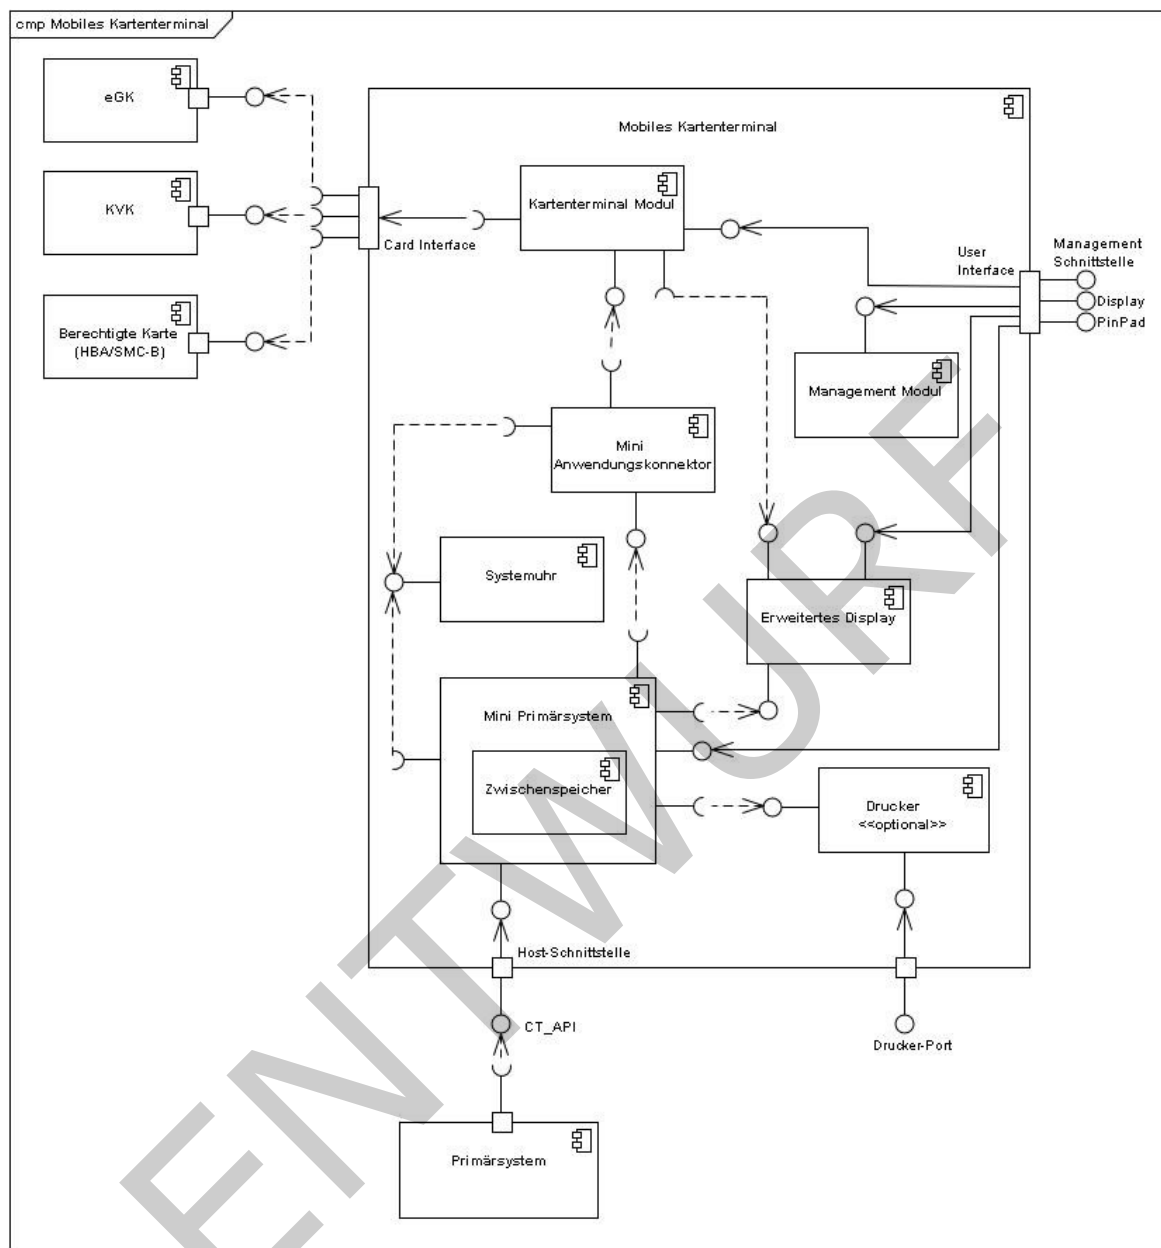 cmp Mobiles Kartenterminal
eGK
Mobiles Kartenterminal
KVK
Kartenterminal Modul
Card Interface
User
Interface
Management
Schnittstelle
Display
PinPad
Berechtigte Karte
(HBA/SMC-B)
Management Modul
Mini
Anwendungskonnektor
Systemuhr
Erweitertes Display
Mini Primärsystem
Zwischenspeicher
Drucker
<<optional>>
Host-Schnittstelle
CT_API
Drucker-Port
Primärsystem
ENTWURF